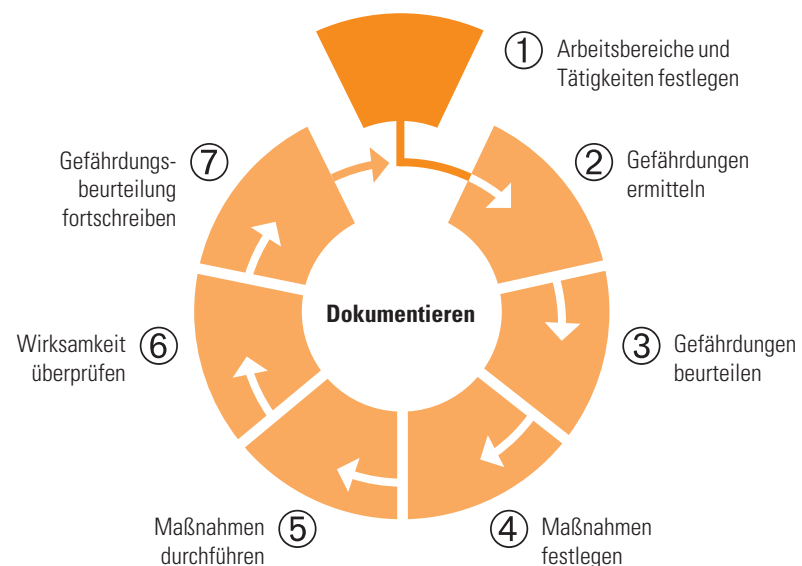 ① Arbeitsbereiche und
Tätigkeiten festlegen
② Gefährdungen
ermitteln
③ Gefährdungen
beurteilen
④ Maßnahmen
festlegen
⑤ Maßnahmen
durchführen
⑥ Wirksamkeit
überprüfen
⑦ Gefährdungs-
beurteilung
fortschreiben
Dokumentieren